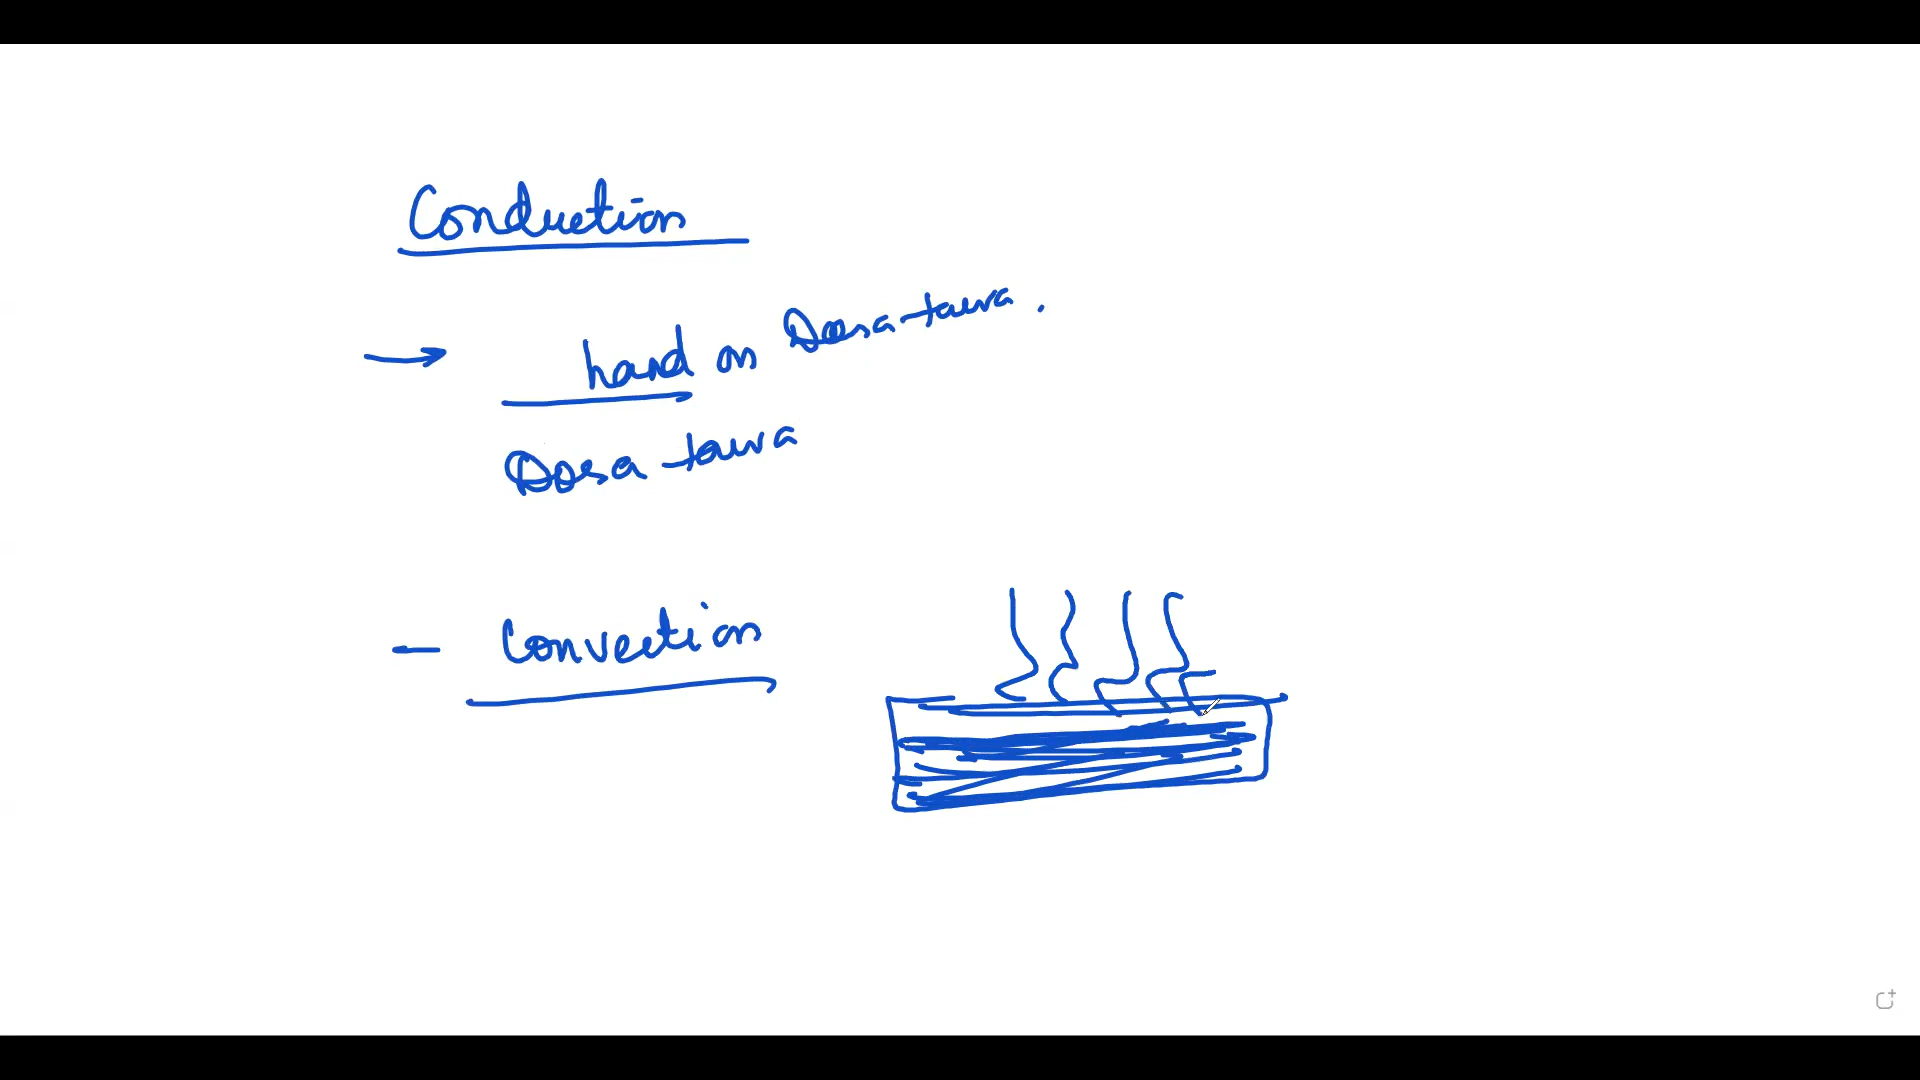 Conduction
→ hand on Dosa-tawa.
Dosa-tawa
- Convection